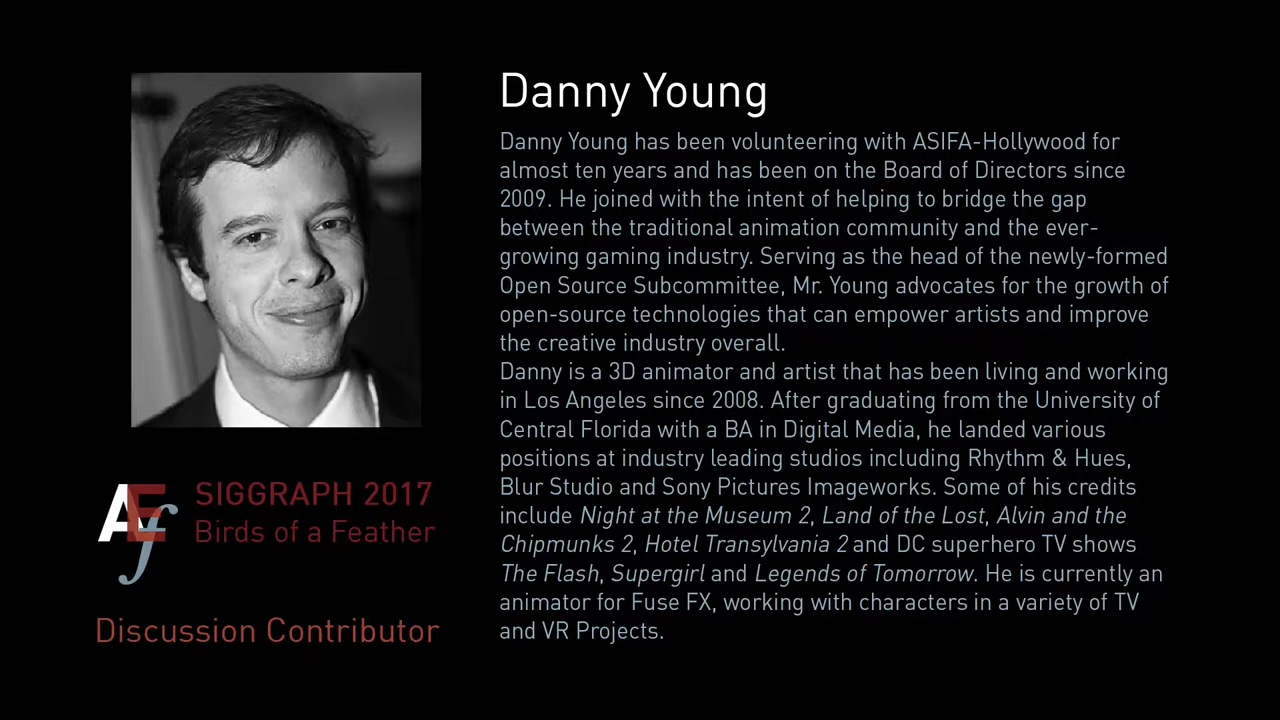 Danny Young
Danny Young has been volunteering with ASIFA-Hollywood for
almost ten years and has been on the Board of Directors since
2009. He joined with the intent of helping to bridge the gap
between the traditional animation community and the ever-
growing gaming industry. Serving as the head of the newly-formed
Open Source Subcommittee, Mr. Young advocates for the growth of
open-source technologies that can empower artists and improve
the creative industry overall.
Danny is a 3D animator and artist that has been living and working
in Los Angeles since 2008. After graduating from the University of
Central Florida with a BA in Digital Media, he landed various
positions at industry leading studios including Rhythm & Hues,
Blur Studio and Sony Pictures Imageworks. Some of his credits
include Night at the Museum 2, Land of the Lost, Alvin and the
Chipmunks 2, Hotel Transylvania 2 and DC superhero TV shows
The Flash, Supergirl and Legends of Tomorrow. He is currently an
animator for Fuse FX, working with characters in a variety of TV
and VR Projects.
AEf
SIGGRAPH 2017
Birds of a Feather
Discussion Contributor